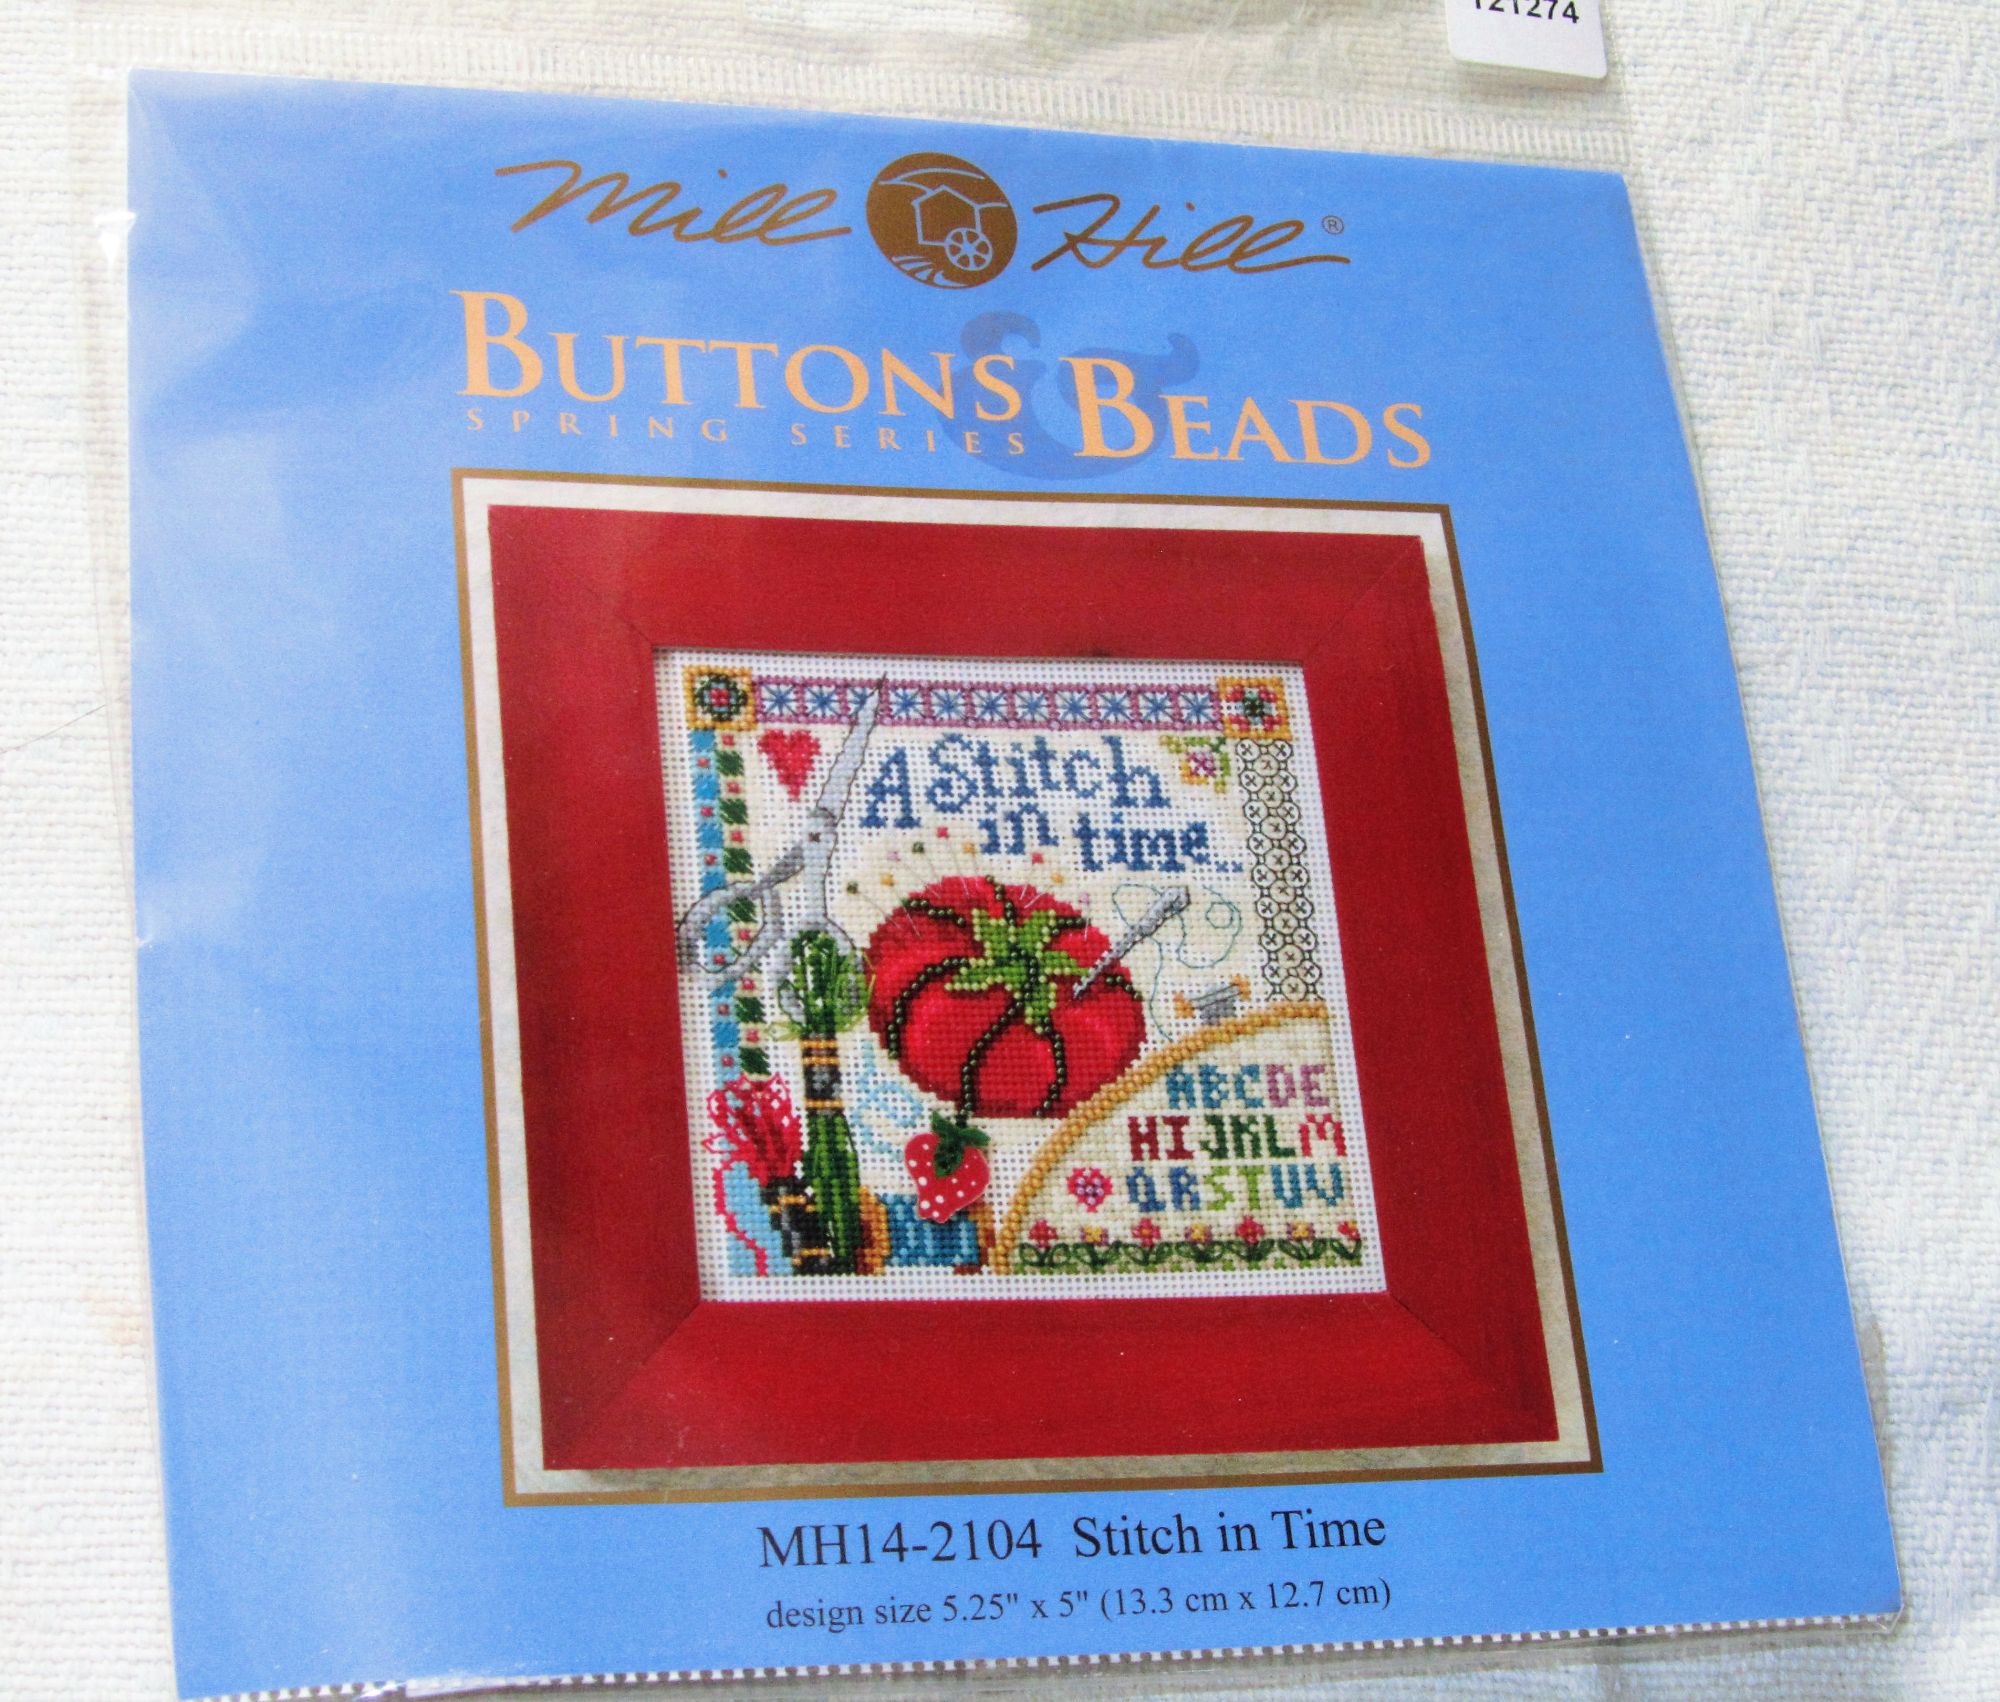 121274
Mill Hill®
BUTTONS & BEADS
SPRING SERIES
A Stitch
in time...
ABCDE
HIJKLM
QRSTUV
MH14-2104 Stitch in Time
design size 5.25" x 5" (13.3 cm x 12.7 cm)